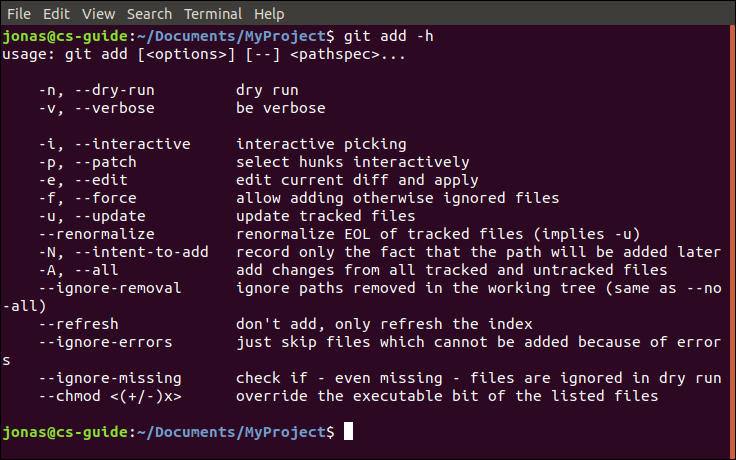 File Edit View Search Terminal Help
jonas@cs-guide:~/Documents/MyProject$ git add -h
usage: git add [<options>] [--] <pathspec>...

    -n, --dry-run         dry run
    -v, --verbose         be verbose

    -i, --interactive     interactive picking
    -p, --patch           select hunks interactively
    -e, --edit            edit current diff and apply
    -f, --force           allow adding otherwise ignored files
    -u, --update          update tracked files
    --renormalize         renormalize EOL of tracked files (implies -u)
    -N, --intent-to-add   record only the fact that the path will be added later
    -A, --all             add changes from all tracked and untracked files
    --ignore-removal      ignore paths removed in the working tree (same as --no
-all)
    --refresh             don't add, only refresh the index
    --ignore-errors       just skip files which cannot be added because of error
s
    --ignore-missing      check if - even missing - files are ignored in dry run
    --chmod <(+/-)x>      override the executable bit of the listed files

jonas@cs-guide:~/Documents/MyProject$